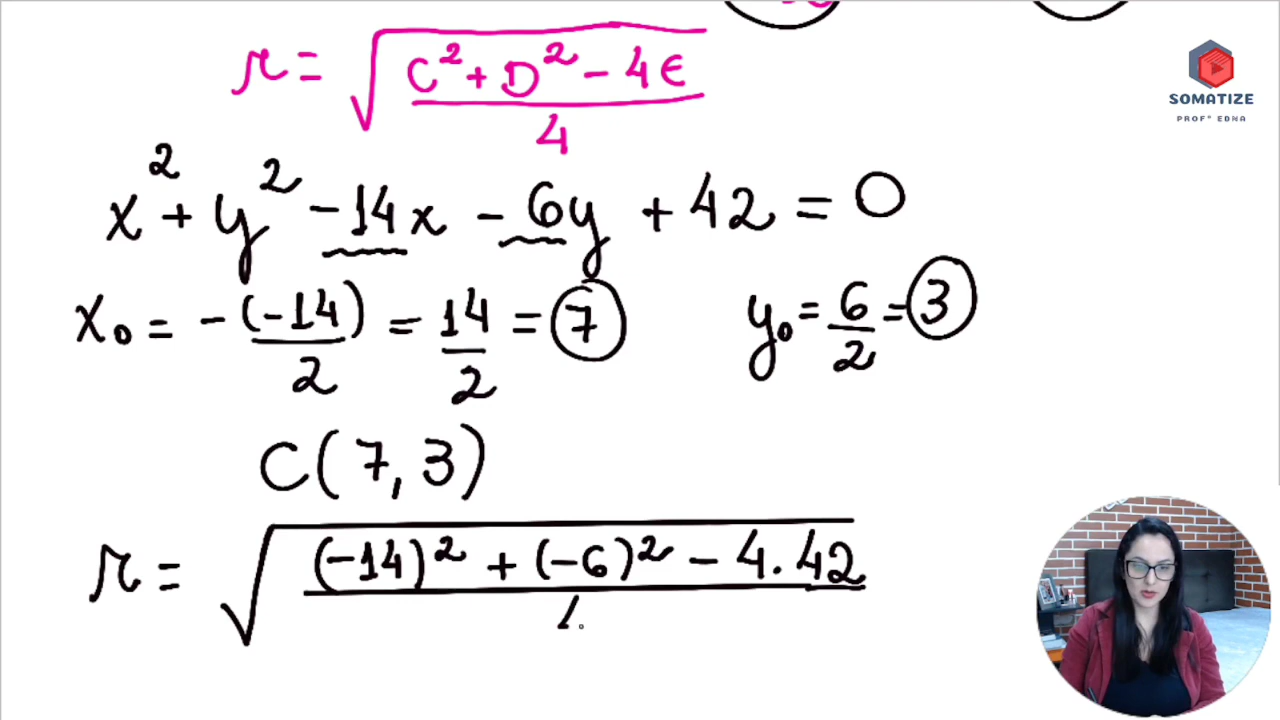 r = √(C² + D² - 4E / 4)
SOMATIZE
PROFª EDNA
x² + y² - 14x - 6y + 42 = 0
x₀ = -(-14)/2 = 14/2 = 7 y₀ = 6/2 = 3
C(7, 3)
r = √((-14)² + (-6)² - 4.42 /